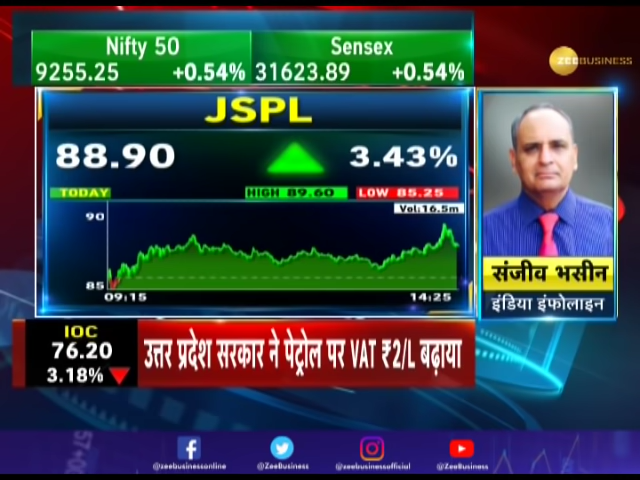 Nifty 50
9255.25 +0.54%
Sensex
31623.89 +0.54%
ZEEBUSINESS
JSPL
88.90 3.43%
TODAY HIGH 89.60 LOW 85.25
Vol:16.5m
90
85
09:15 14:25
संजीव भसीन
इंडिया इंफोलाइन
IOC
76.20
3.18%
उत्तर प्रदेश सरकार ने पेट्रोल पर VAT ₹2/L बढ़ाया
@zeebusinessonline
@ZeeBusiness
@zeebusinessofficial
@ZeeBusiness